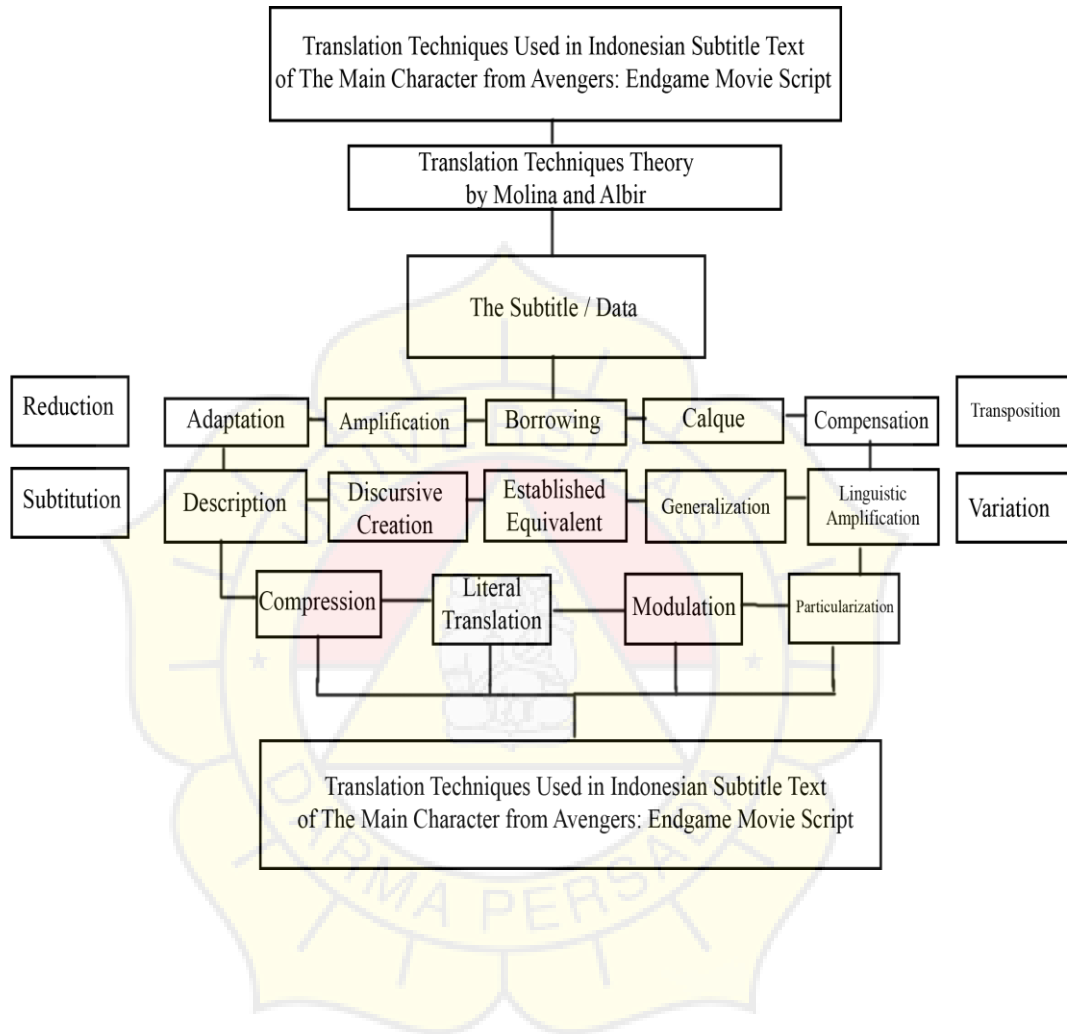 Translation Techniques Used in Indonesian Subtitle Text
of The Main Character from Avengers: Endgame Movie Script
Translation Techniques Theory
by Molina and Albir
The Subtitle / Data
Reduction
Adaptation
Amplification
Borrowing
Calque
Compensation
Transposition
Subtitution
Description
Discursive
Creation
Established
Equivalent
Generalization
Linguistic
Amplification
Variation
Compression
Literal
Translation
Modulation
Particularization
Translation Techniques Used in Indonesian Subtitle Text
of The Main Character from Avengers: Endgame Movie Script
UNIVERSITAS
DARMA PERSADA